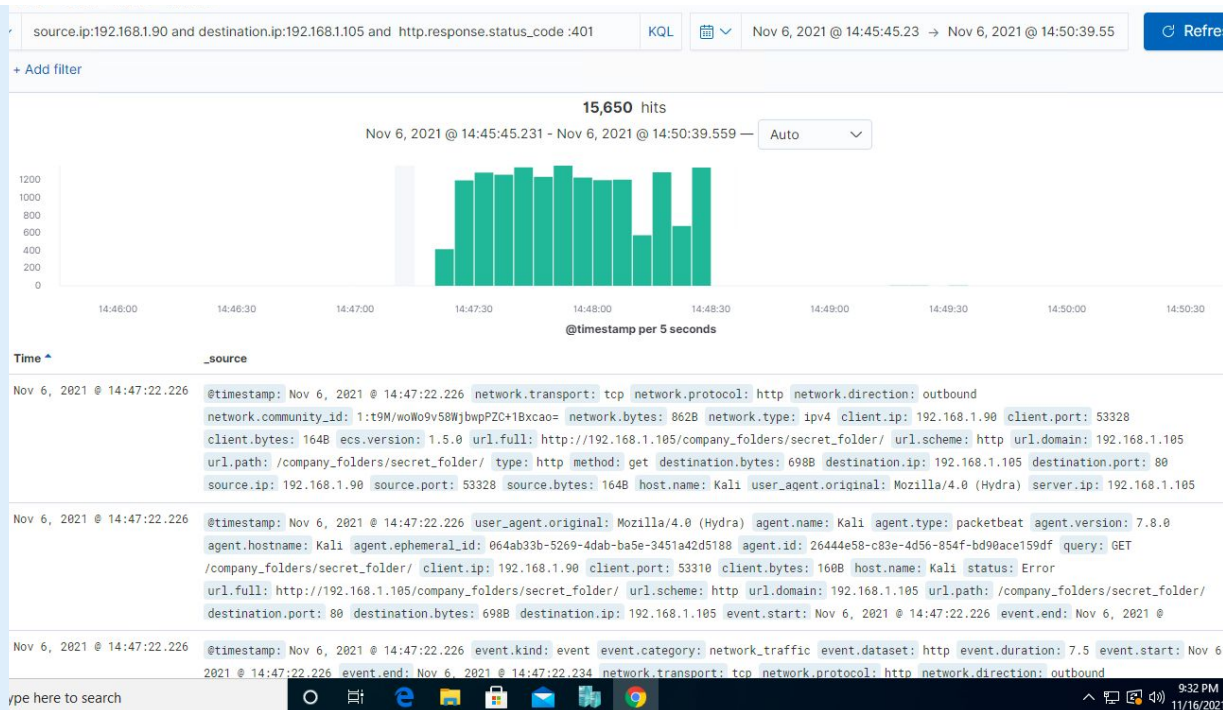 source.ip:192.168.1.90 and destination.ip:192.168.1.105 and http.response.status_code :401 KQL Nov 6, 2021 @ 14:45:45.23 → Nov 6, 2021 @ 14:50:39.55 Refre
+ Add filter
15,650 hits
Nov 6, 2021 @ 14:45:45.231 - Nov 6, 2021 @ 14:50:39.559 — Auto
1200
1000
800
600
400
200
0
14:46:00 14:46:30 14:47:00 14:47:30 14:48:00 14:48:30 14:49:00 14:49:30 14:50:00 14:50:30
@timestamp per 5 seconds
Time _source
Nov 6, 2021 @ 14:47:22.226 @timestamp: Nov 6, 2021 @ 14:47:22.226 network.transport: tcp network.protocol: http network.direction: outbound
network.community_id: 1:t9M/woWo9v58WjbwpPZC+1Bxcao= network.bytes: 862B network.type: ipv4 client.ip: 192.168.1.90 client.port: 53328
client.bytes: 164B ecs.version: 1.5.0 url.full: http://192.168.1.105/company_folders/secret_folder/ url.scheme: http url.domain: 192.168.1.105
url.path: /company_folders/secret_folder/ type: http method: get destination.bytes: 698B destination.ip: 192.168.1.105 destination.port: 80
source.ip: 192.168.1.90 source.port: 53328 source.bytes: 164B host.name: Kali user_agent.original: Mozilla/4.0 (Hydra) server.ip: 192.168.1.105
Nov 6, 2021 @ 14:47:22.226 @timestamp: Nov 6, 2021 @ 14:47:22.226 user_agent.original: Mozilla/4.0 (Hydra) agent.name: Kali agent.type: packetbeat agent.version: 7.8.0
agent.hostname: Kali agent.ephemeral_id: 064ab33b-5269-4dab-ba5e-3451a42d5188 agent.id: 26444e58-c83e-4d56-854f-bd90ace159df query: GET
/company_folders/secret_folder/ client.ip: 192.168.1.90 client.port: 53310 client.bytes: 160B host.name: Kali status: Error
url.full: http://192.168.1.105/company_folders/secret_folder/ url.scheme: http url.domain: 192.168.1.105 url.path: /company_folders/secret_folder/
destination.port: 80 destination.bytes: 698B destination.ip: 192.168.1.105 event.start: Nov 6, 2021 @ 14:47:22.226 event.end: Nov 6, 2021 @
Nov 6, 2021 @ 14:47:22.226 @timestamp: Nov 6, 2021 @ 14:47:22.226 event.kind: event event.category: network_traffic event.dataset: http event.duration: 7.5 event.start: Nov 6
2021 @ 14:47:22.226 event.end: Nov 6, 2021 @ 14:47:22.234 network.transport: tcp network.protocol: http network.direction: outbound
ype here to search 9:32 PM
11/16/202